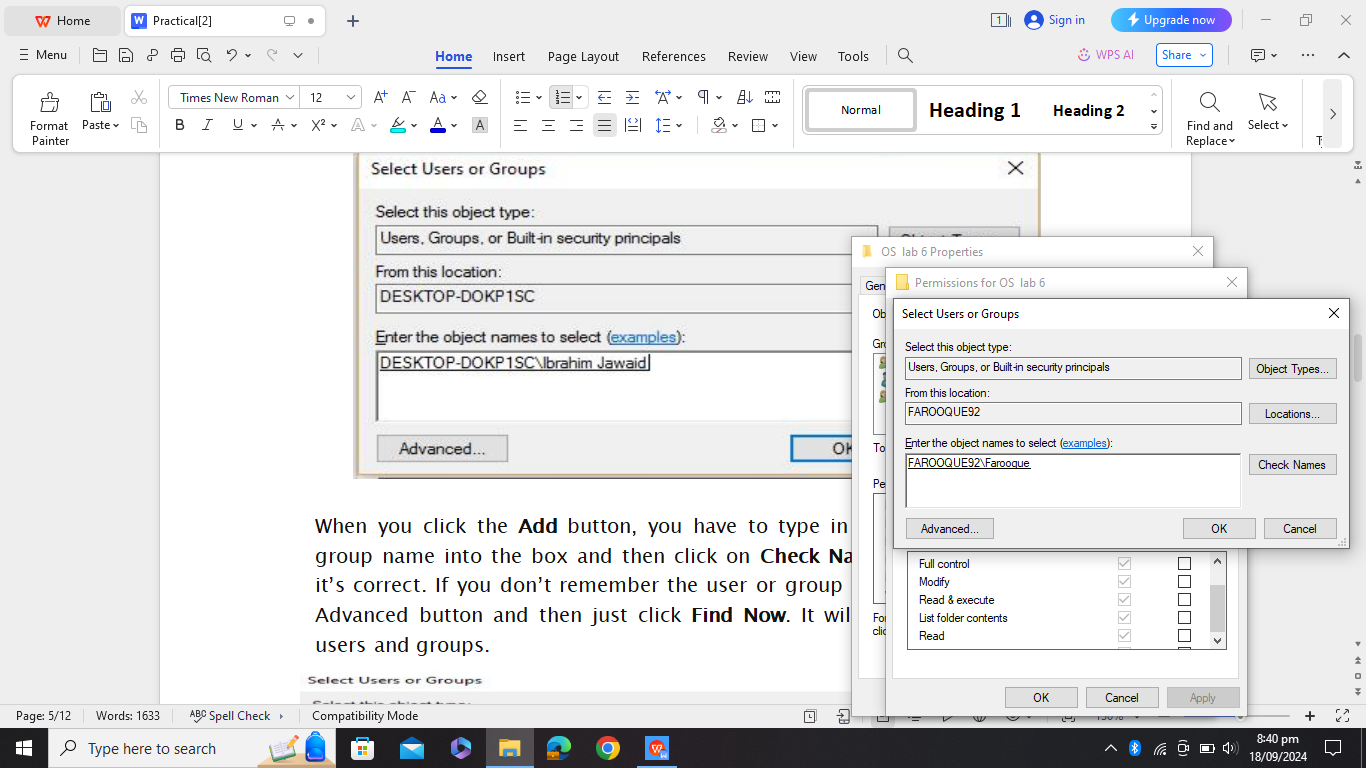 Home
Practical[2]
1
Sign in
Upgrade now
Menu
Home
Insert
Page Layout
References
Review
View
Tools
WPS AI
Share
Format Painter
Paste
Times New Roman
12
Normal
Heading 1
Heading 2
Find and Replace
Select
Select Users or Groups
Select this object type:
Users, Groups, or Built-in security principals
From this location:
DESKTOP-DOKP1SC
Enter the object names to select (examples):
DESKTOP-DOKP1SC\Ibrahim Jawaid
Advanced...
When you click the Add button, you have to type in
group name into the box and then click on Check Na
it’s correct. If you don’t remember the user or group
Advanced button and then just click Find Now. It wil
users and groups.
Select Users or Groups
OS lab 6 Properties
Gen
Ob
Gr
To
Pe
For
clic
Permissions for OS lab 6
Select Users or Groups
Select this object type:
Users, Groups, or Built-in security principals
Object Types...
From this location:
FAROOQUE92
Locations...
Enter the object names to select (examples):
FAROOQUE92\Farooque
Check Names
Advanced...
OK
Cancel
Full control
Modify
Read & execute
List folder contents
Read
OK
Cancel
Apply
Page: 5/12
Words: 1633
Spell Check
Compatibility Mode
150%
Type here to search
8:40 pm
18/09/2024